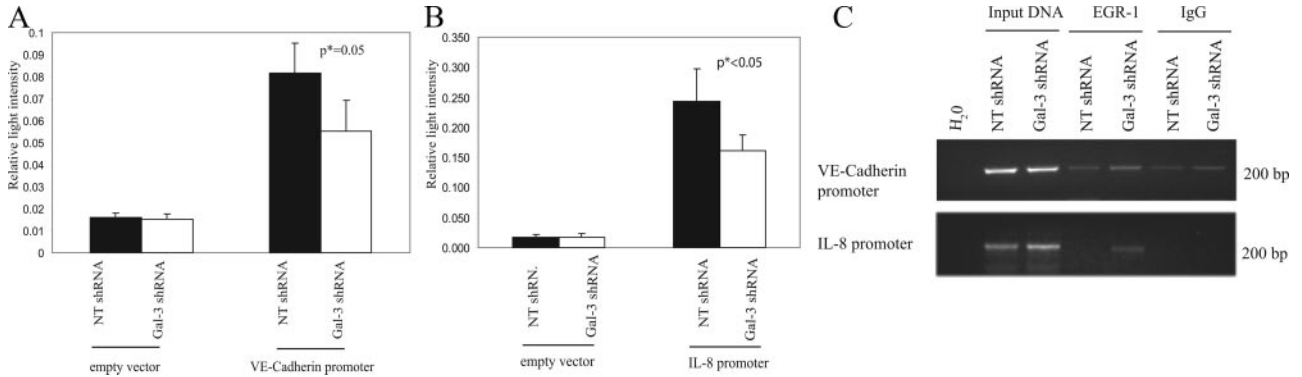 A
Relative light intensity
0.1
0.09
0.08
0.07
0.06
0.05
0.04
0.03
0.02
0.01
0
p*=0.05
NT shRNA
Gal-3 shRNA
NT shRNA
Gal-3 shRNA
empty vector
VE-Cadherin promoter
B
Relative light intensity
0.400
0.350
0.300
0.250
0.200
0.150
0.100
0.050
0.000
p*<0.05
NT shRN.
Gal-3 shRNA
NT shRNA
Gal-3 shRNA
empty vector
IL-8 promoter
C
Input DNA
EGR-1
IgG
H₂0
NT shRNA
Gal-3 shRNA
NT shRNA
Gal-3 shRNA
NT shRNA
Gal-3 shRNA
VE-Cadherin
promoter
200 bp
IL-8 promoter
200 bp